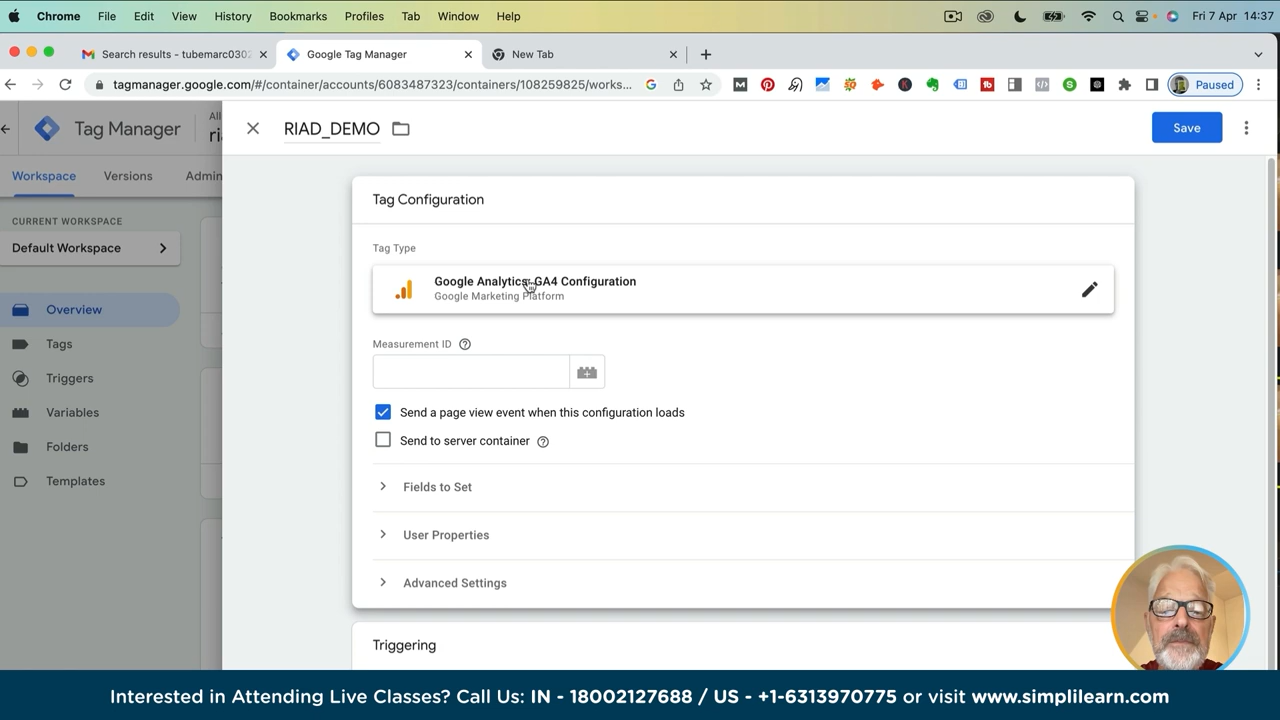 Chrome File Edit View History Bookmarks Profiles Tab Window Help Fri 7 Apr 14:37
Search results - tubemarc030 Google Tag Manager New Tab
tagmanager.google.com/#/container/accounts/6083487323/containers/108259825/works... Paused
Tag Manager All
ria
RIAD_DEMO Save
Workspace Versions Admin
CURRENT WORKSPACE
Default Workspace
Overview
Tags
Triggers
Variables
Folders
Templates
Tag Configuration
Tag Type
Google Analytics: GA4 Configuration
Google Marketing Platform
Measurement ID
Send a page view event when this configuration loads
Send to server container
Fields to Set
User Properties
Advanced Settings
Triggering
Interested in Attending Live Classes? Call Us: IN - 18002127688 / US - +1-6313970775 or visit www.simplilearn.com